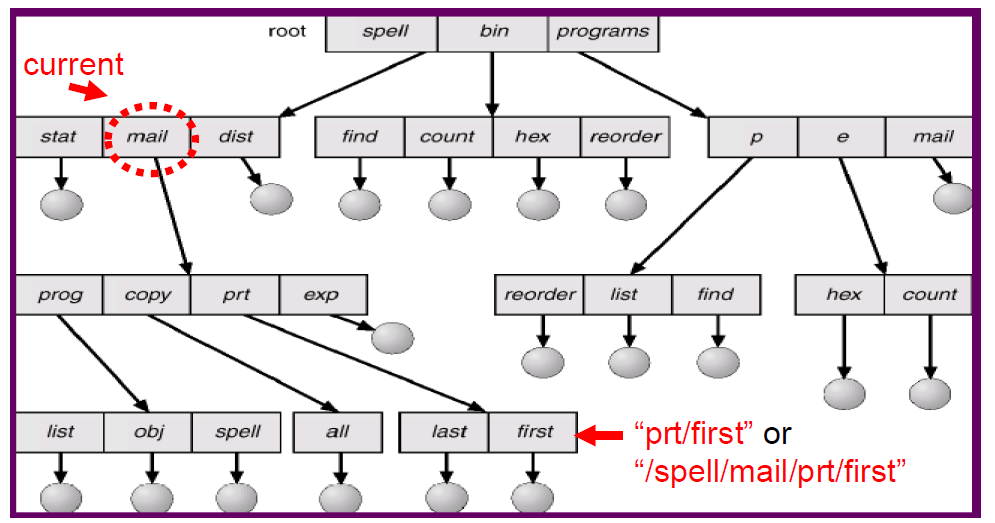 root spell bin programs
current
stat mail dist find count hex reorder p e mail
prog copy prt exp reorder list find hex count
list obj spell all last first “prt/first” or
“/spell/mail/prt/first”